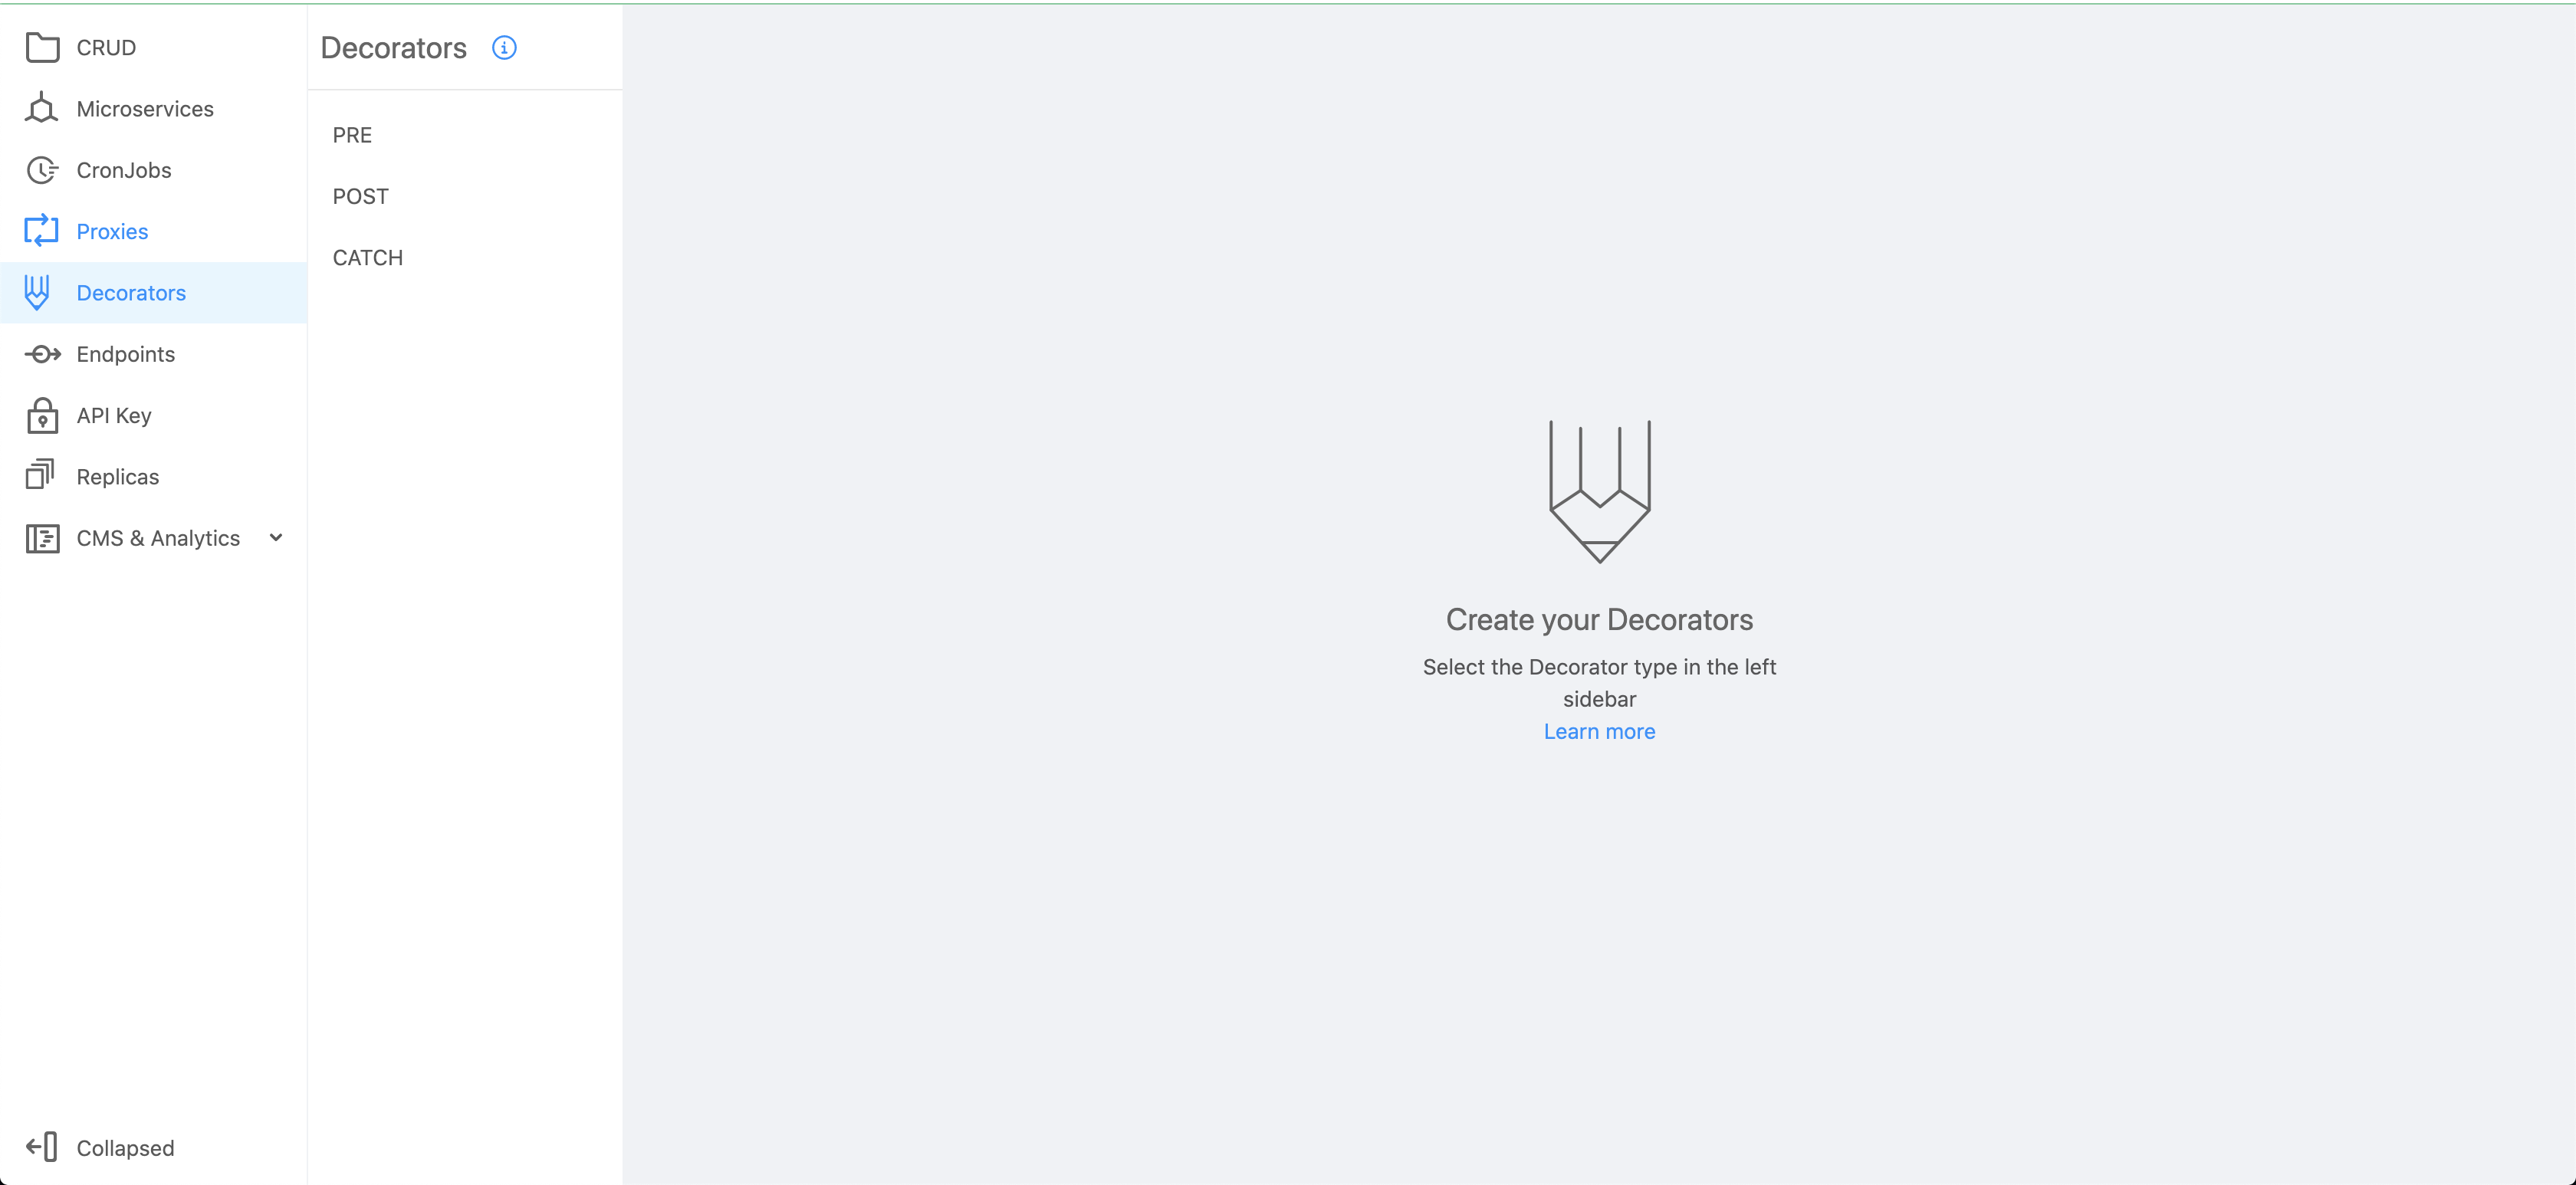 CRUD
Microservices
CronJobs
Proxies
Decorators
Endpoints
API Key
Replicas
CMS & Analytics
Collapsed
Decorators
PRE
POST
CATCH
Create your Decorators
Select the Decorator type in the left
sidebar
Learn more